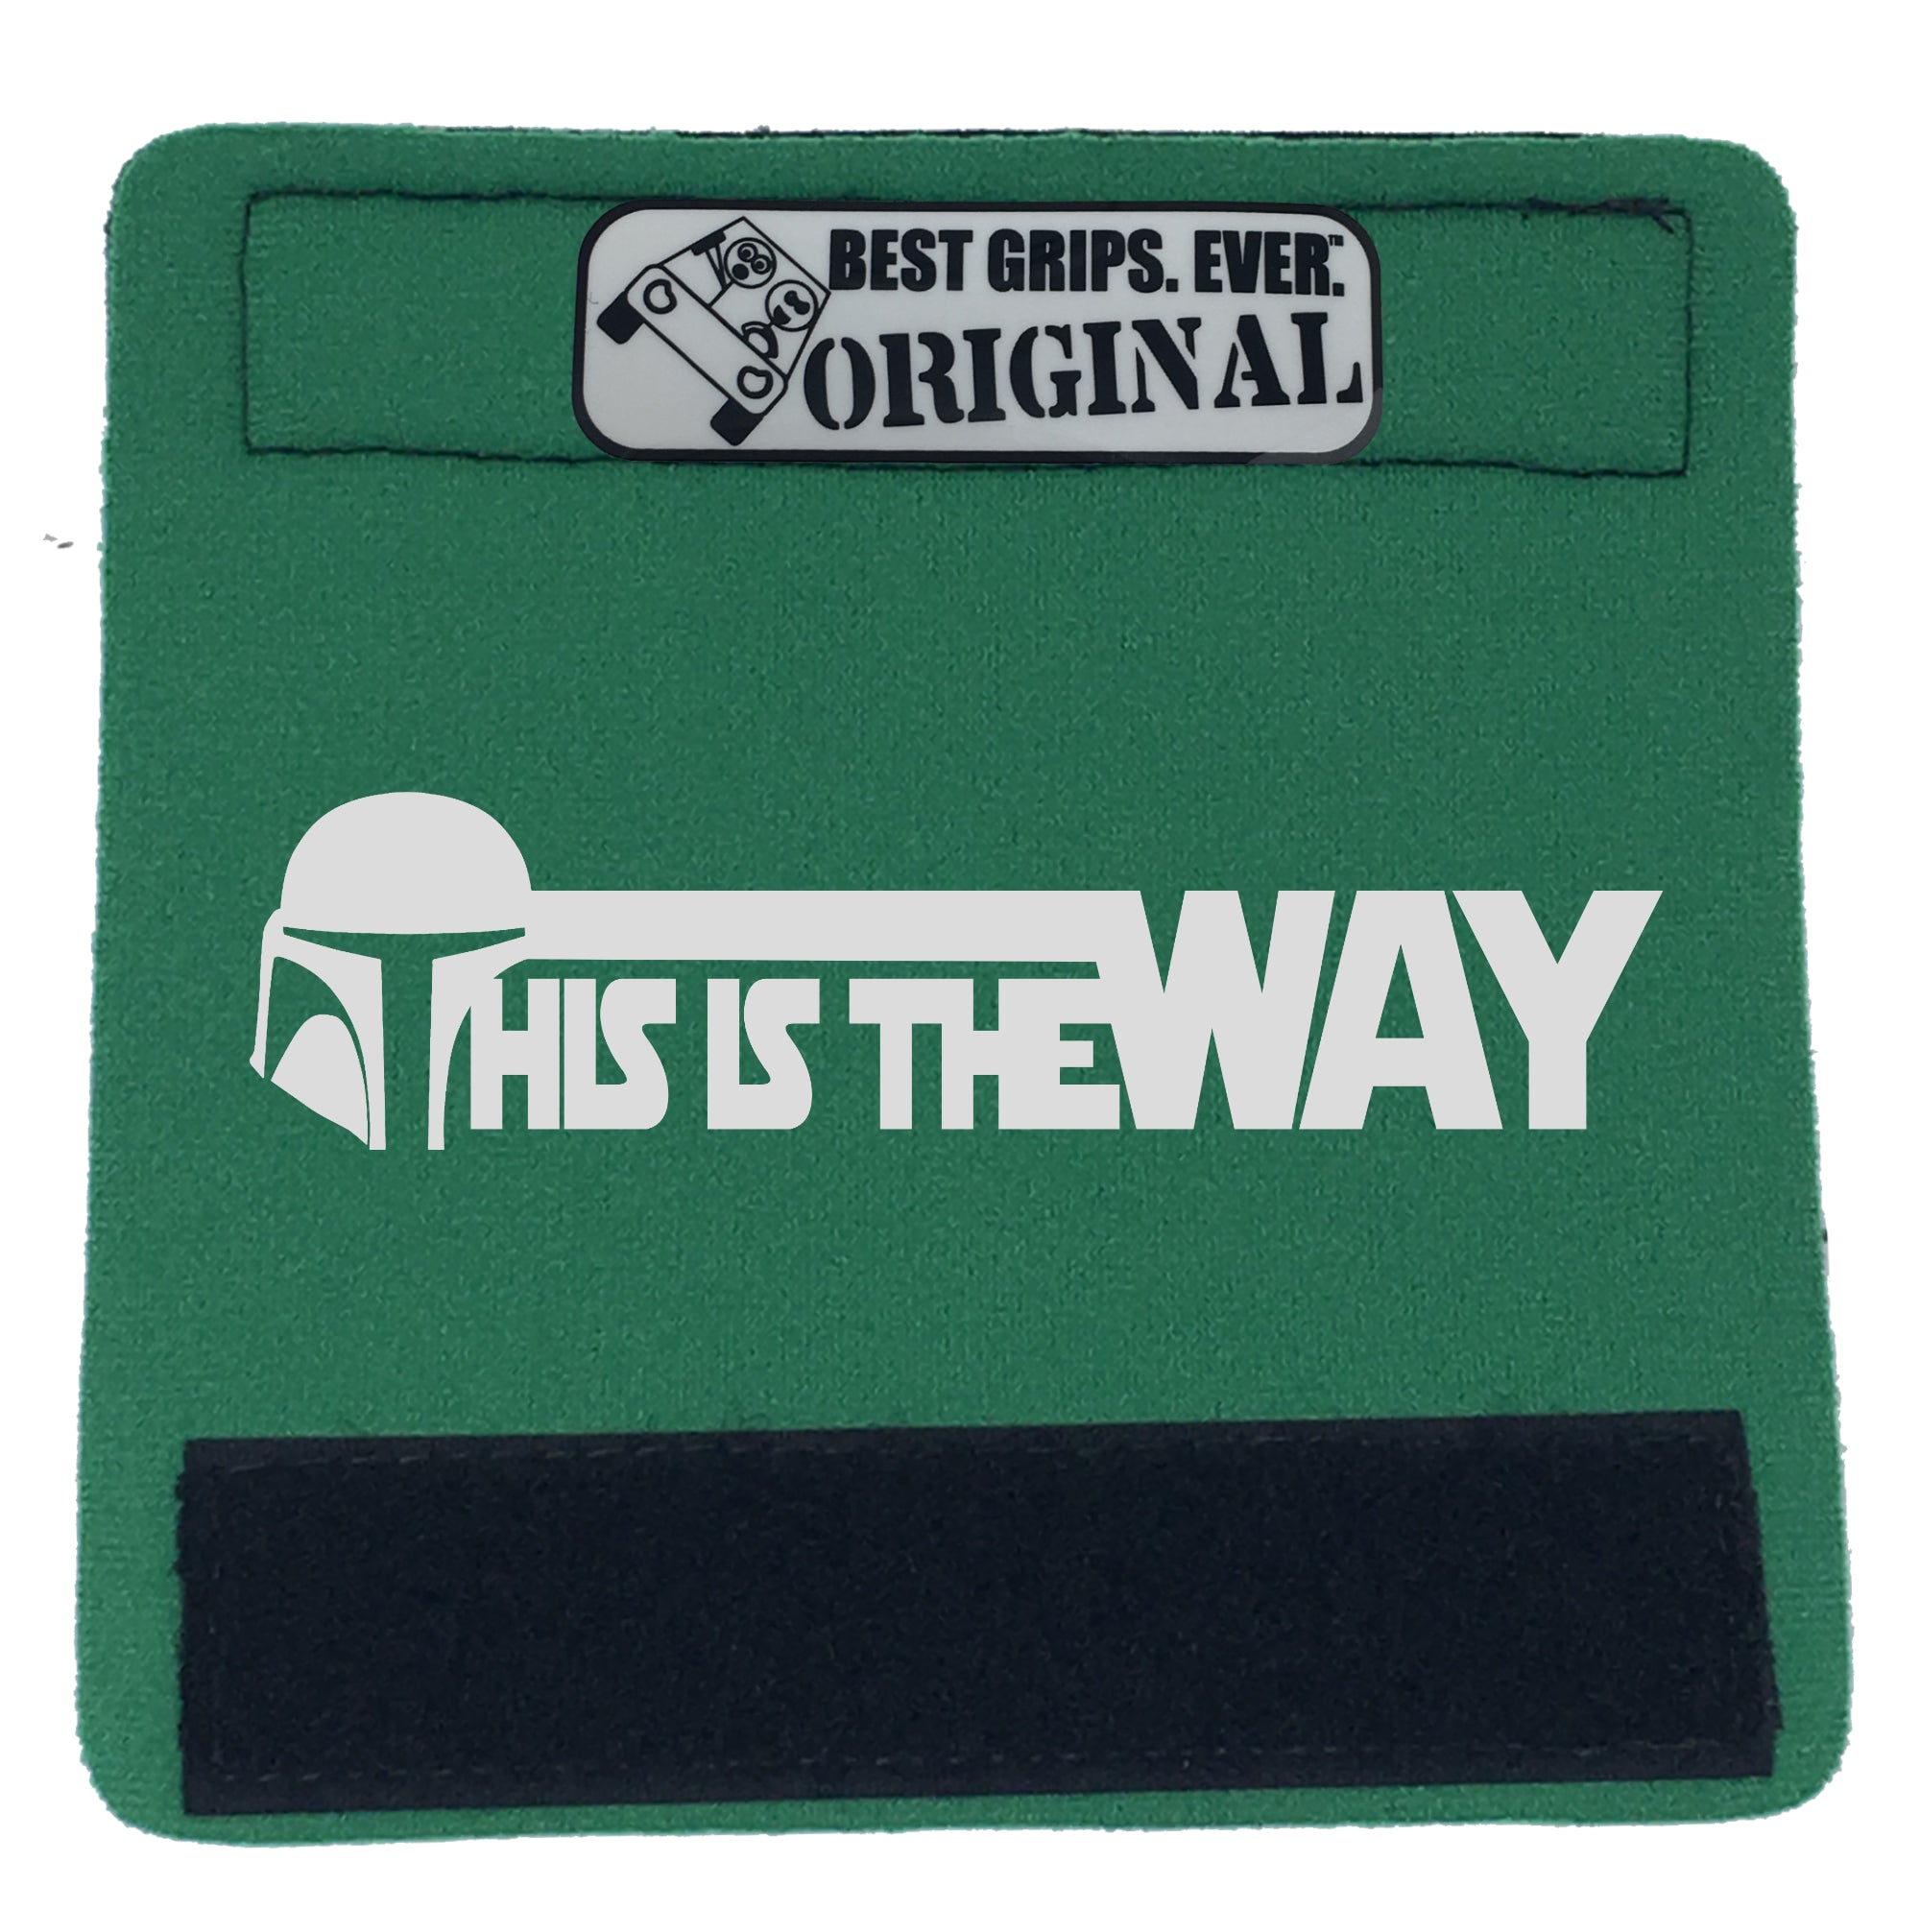 BEST GRIPS. EVER.™
ORIGINAL
THIS IS THE WAY